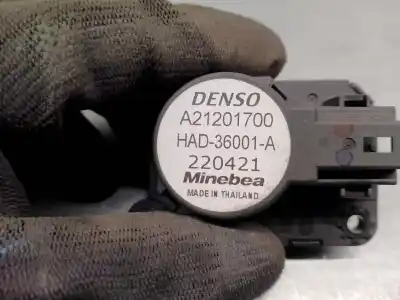 DENSO
A21201700
HAD-36001-A
220421
Minebea
MADE IN THAILAND